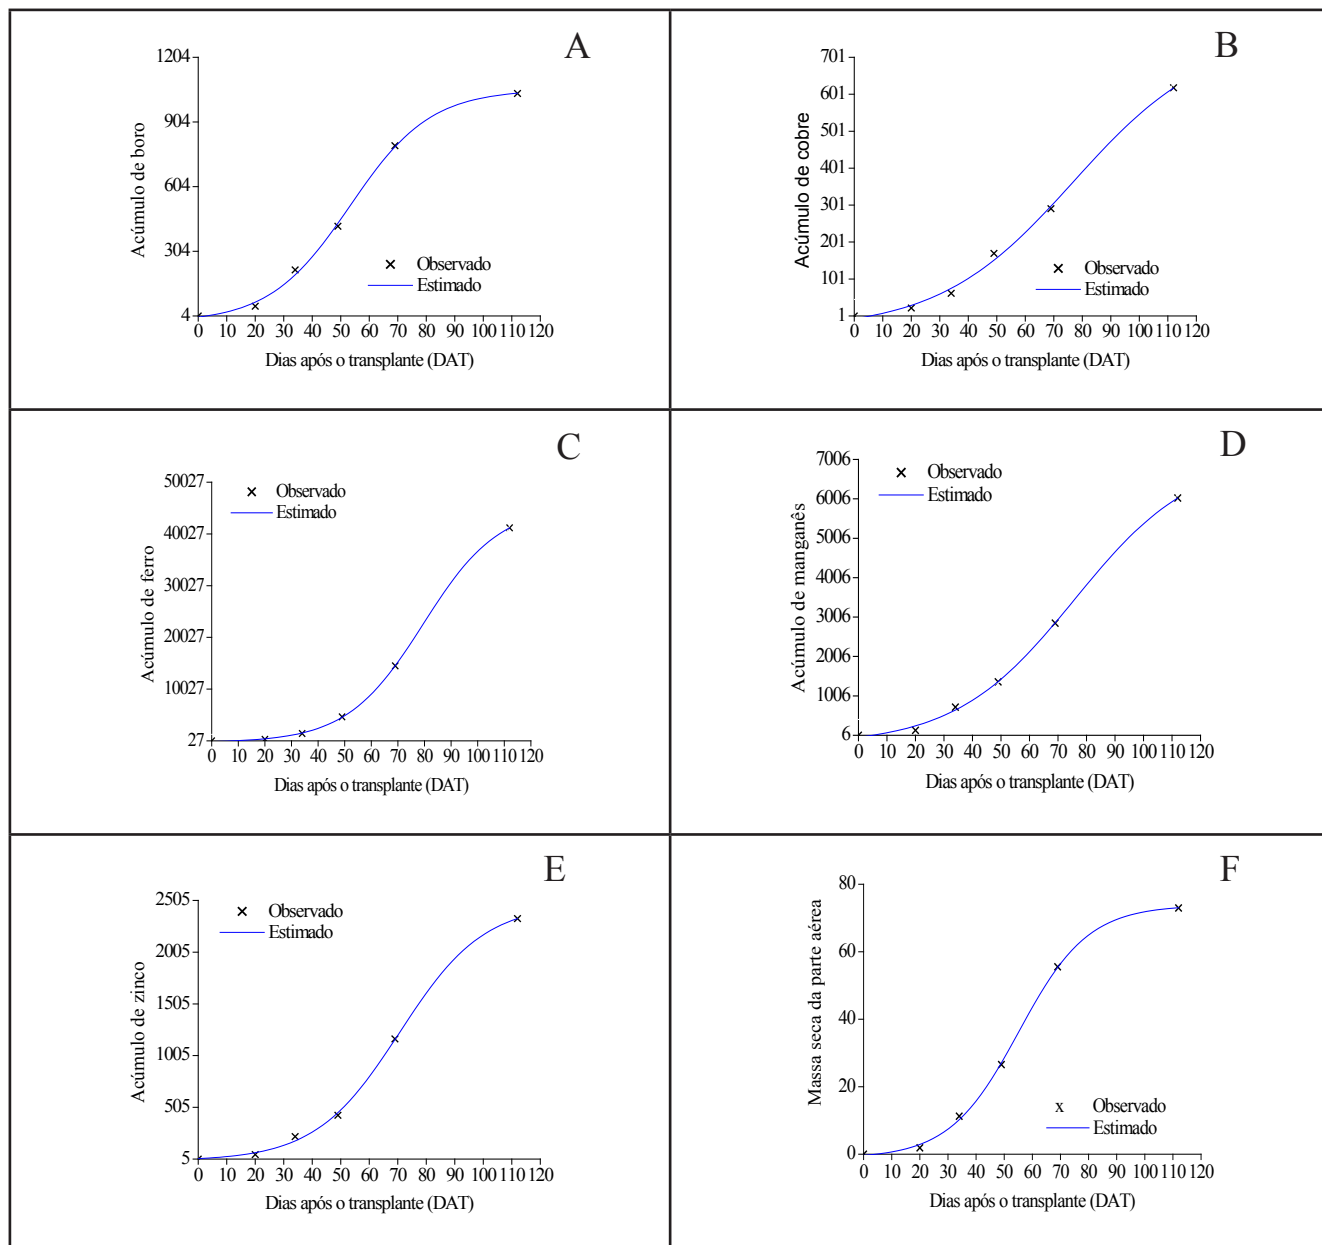 A
1204
904
604
304
4
Acúmulo de boro
Observado
Estimado
0 10 20 30 40 50 60 70 80 90 100 110 120
Dias após o transplante (DAT)
B
701
601
501
401
301
201
101
1
Acúmulo de cobre
Observado
Estimado
0 10 20 30 40 50 60 70 80 90 100 110 120
Dias após o transplante (DAT)
C
50027
40027
30027
20027
10027
27
Acúmulo de ferro
Observado
Estimado
0 10 20 30 40 50 60 70 80 90 100 110 120
Dias após o transplante (DAT)
D
7006
6006
5006
4006
3006
2006
1006
6
Acúmulo de manganês
Observado
Estimado
0 10 20 30 40 50 60 70 80 90 100 110 120
Dias após o transplante (DAT)
E
2505
2005
1505
1005
505
5
Acúmulo de zinco
Observado
Estimado
0 10 20 30 40 50 60 70 80 90 100 110 120
Dias após o transplante (DAT)
F
80
60
40
20
0
Massa seca da parte aérea
x Observado
Estimado
0 10 20 30 40 50 60 70 80 90 100 110 120
Dias após o transplante (DAT)